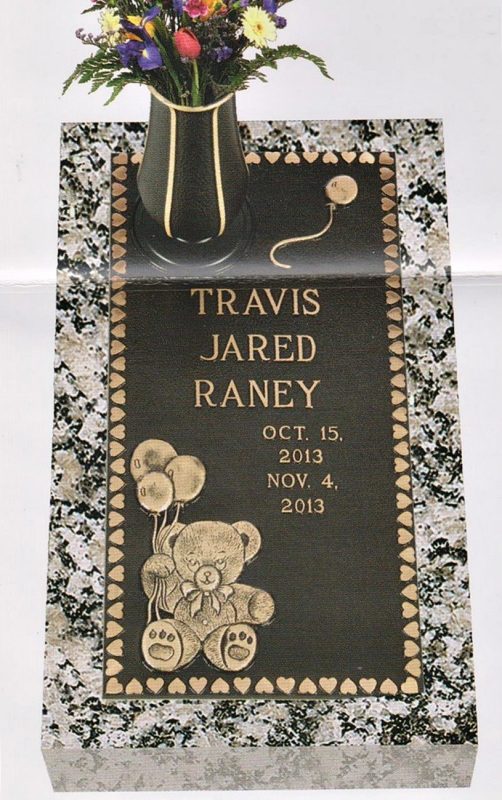 TRAVIS
JARED
RANEY
OCT. 15,
2013
NOV. 4,
2013